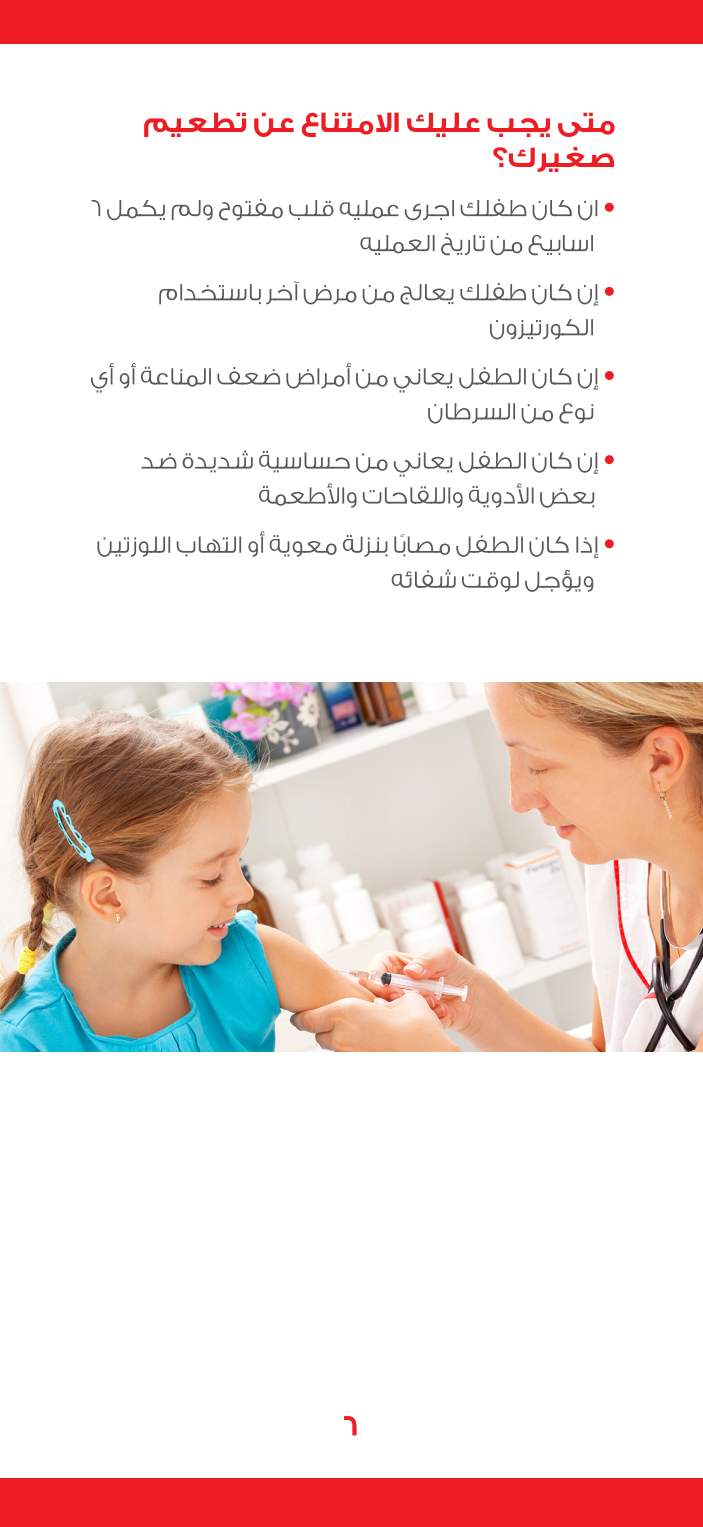 متى يجب عليك الامتناع عن تطعيم
صغيرك؟
• ان كان طفلك اجرى عمليه قلب مفتوح ولم يكمل ٦
اسابيع من تاريخ العمليه
• إن كان طفلك يعالج من مرض آخر باستخدام
الكورتيزون
• إن كان الطفل يعاني من أمراض ضعف المناعة أو أي
نوع من السرطان
• إن كان الطفل يعاني من حساسية شديدة ضد
بعض الأدوية واللقاحات والأطعمة
• إذا كان الطفل مصابًا بنزلة معوية أو التهاب اللوزتين
ويؤجل لوقت شفائه
٦